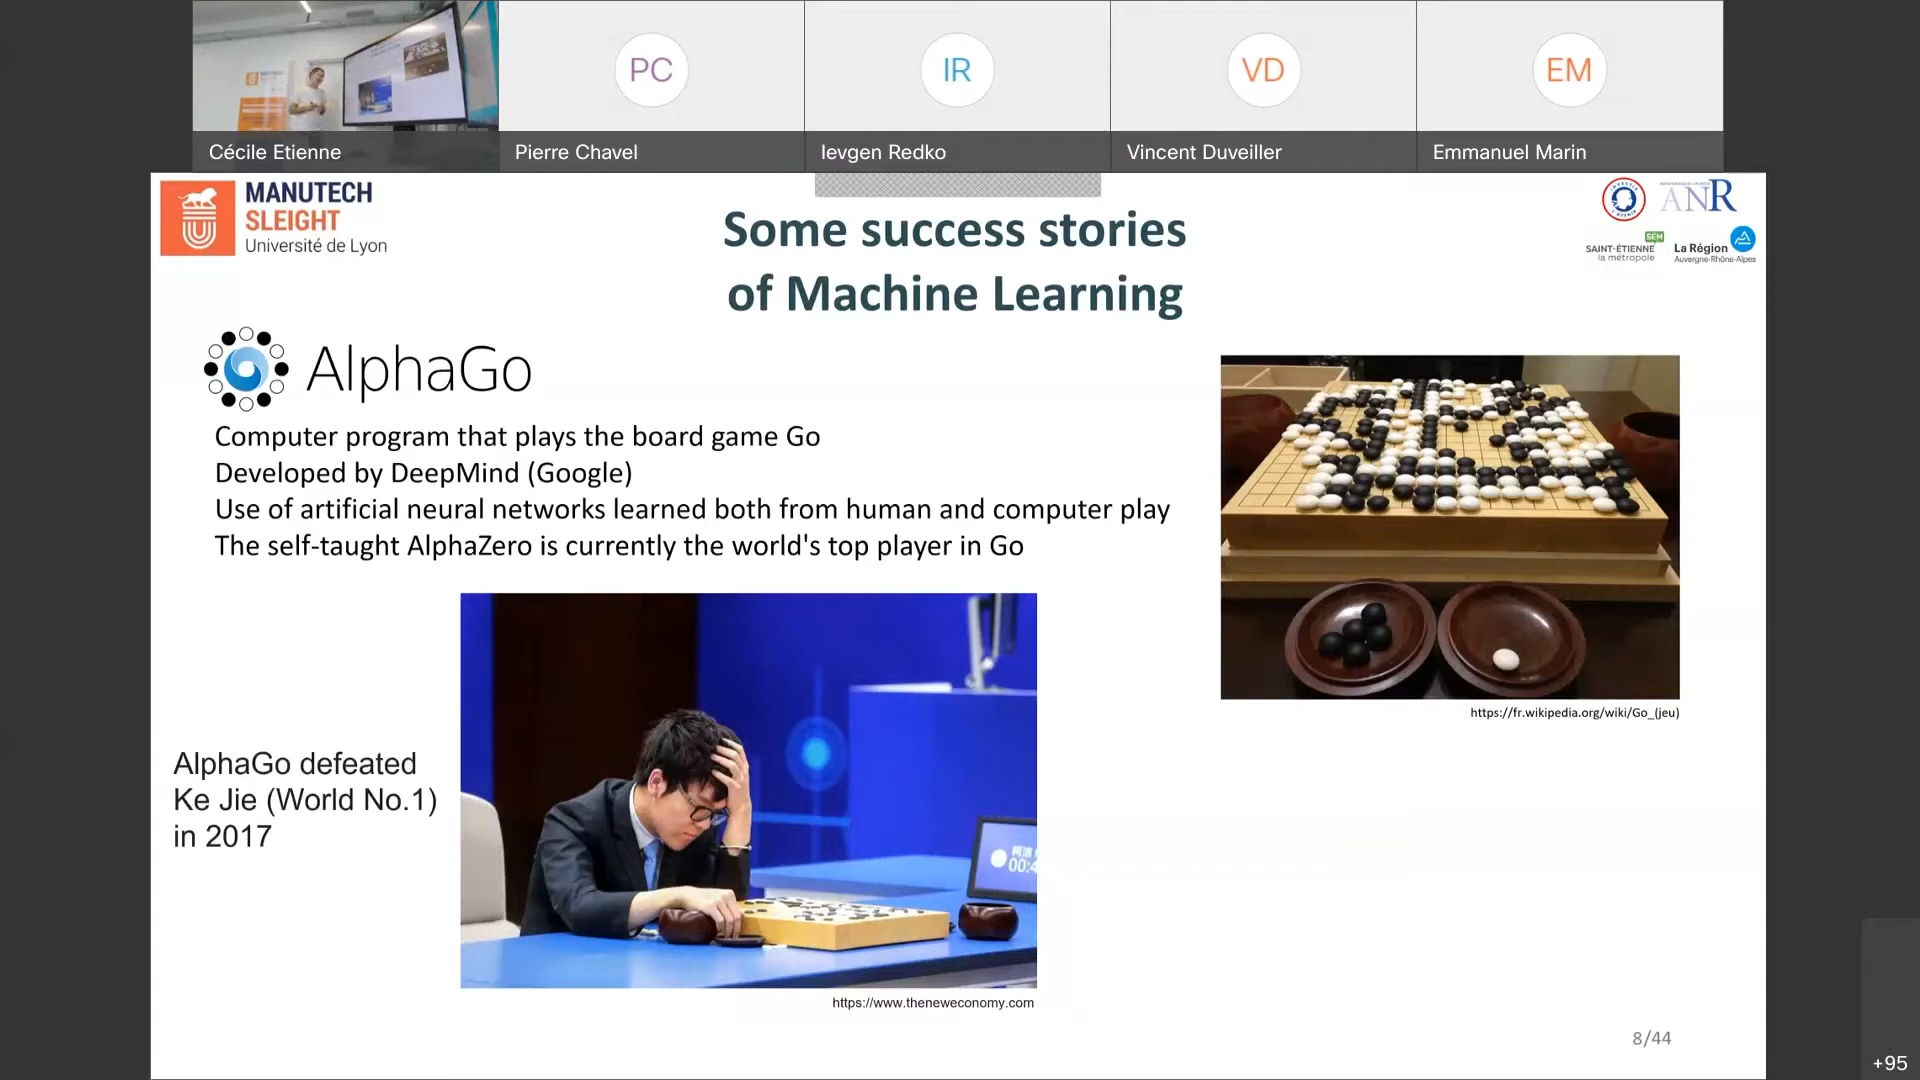 PC
IR
VD
EM
Cécile Etienne
Pierre Chavel
Ievgen Redko
Vincent Duveiller
Emmanuel Marin
MANUTECH
SLEIGHT
Université de Lyon
Some success stories
of Machine Learning
ANR
SAINT-ÉTIENNE
SEM
la métropole
La Région
Auvergne-Rhône-Alpes
AlphaGo
Computer program that plays the board game Go
Developed by DeepMind (Google)
Use of artificial neural networks learned both from human and computer play
The self-taught AlphaZero is currently the world's top player in Go
https://fr.wikipedia.org/wiki/Go_(jeu)
AlphaGo defeated
Ke Jie (World No.1)
in 2017
00:4
https://www.theneweconomy.com
8/44
+95